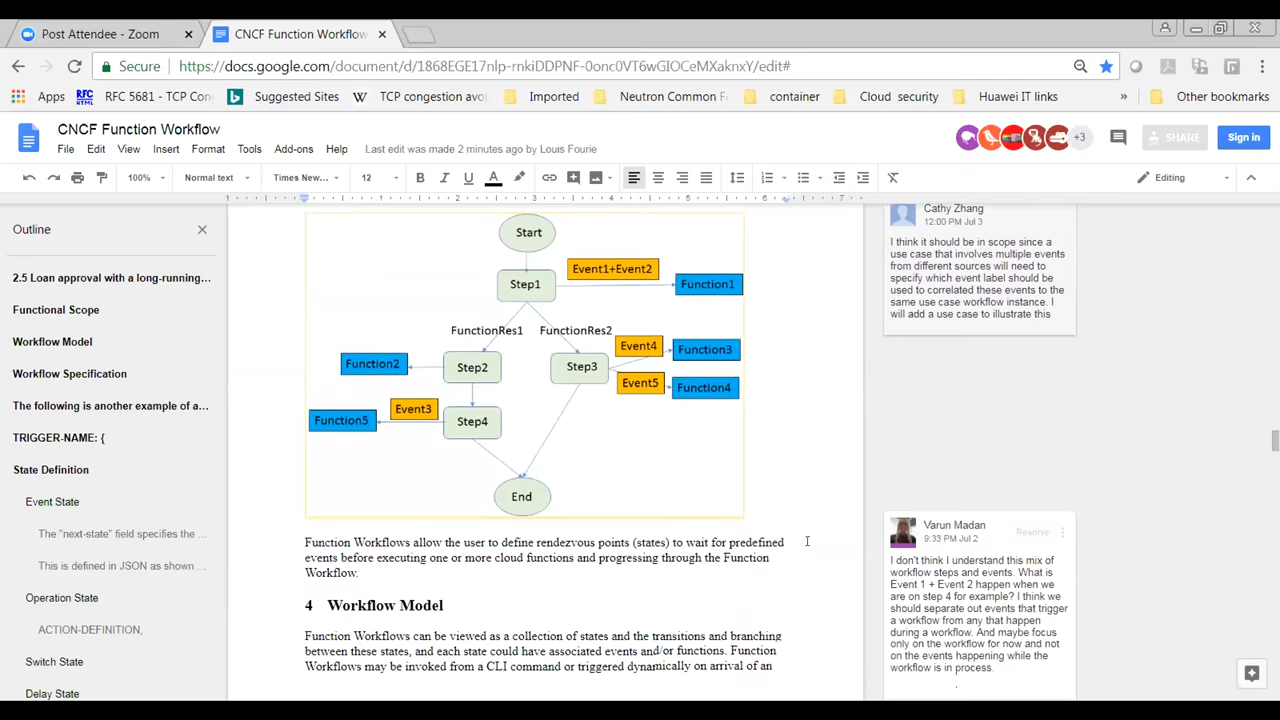 Post Attendee - Zoom
CNCF Function Workflow
Secure
https://docs.google.com/document/d/1868EGE17nlp-rnkiDDPNF-0onc0VT6wGIOCeMXaknxY/edit#
Apps
RFC 5681 - TCP Con
Suggested Sites
TCP congestion avoi
Imported
Neutron Common F
container
Cloud security
Huawei IT links
»
Other bookmarks
CNCF Function Workflow
File Edit View Insert Format Tools Add-ons Help
Last edit was made 2 minutes ago by Louis Fourie
+3
SHARE
Sign in
100%
Normal text
Times New...
12
B I U A
Editing
1 1 2 3 4 5 6 7
Outline
2.5 Loan approval with a long-running...
Functional Scope
Workflow Model
Workflow Specification
The following is another example of a...
TRIGGER-NAME: {
State Definition
Event State
The "next-state" field specifies the ...
This is defined in JSON as shown ...
Operation State
ACTION-DEFINITION,
Switch State
Delay State
Start
Event1+Event2
Step1
Function1
FunctionRes1
FunctionRes2
Event4
Function3
Function2
Step2
Step3
Event5
Function4
Event3
Function5
Step4
End
Function Workflows allow the user to define rendezvous points (states) to wait for predefined
events before executing one or more cloud functions and progressing through the Function
Workflow.
4 Workflow Model
Function Workflows can be viewed as a collection of states and the transitions and branching
between these states, and each state could have associated events and/or functions. Function
Workflows may be invoked from a CLI command or triggered dynamically on arrival of an
Cathy Zhang
12:00 PM Jul 3
I think it should be in scope since a
use case that involves multiple events
from different sources will need to
specify which event label should be
used to correlated these events to the
same use case workflow instance. I
will add a use case to illustrate this
Varun Madan
Resolve
9:33 PM Jul 2
I don't think I understand this mix of
workflow steps and events. What is
Event 1 + Event 2 happen when we
are on step 4 for example? I think we
should separate out events that trigger
a workflow from any that happen
during a workflow. And maybe focus
only on the workflow for now and not
on the events happening while the
workflow is in process.